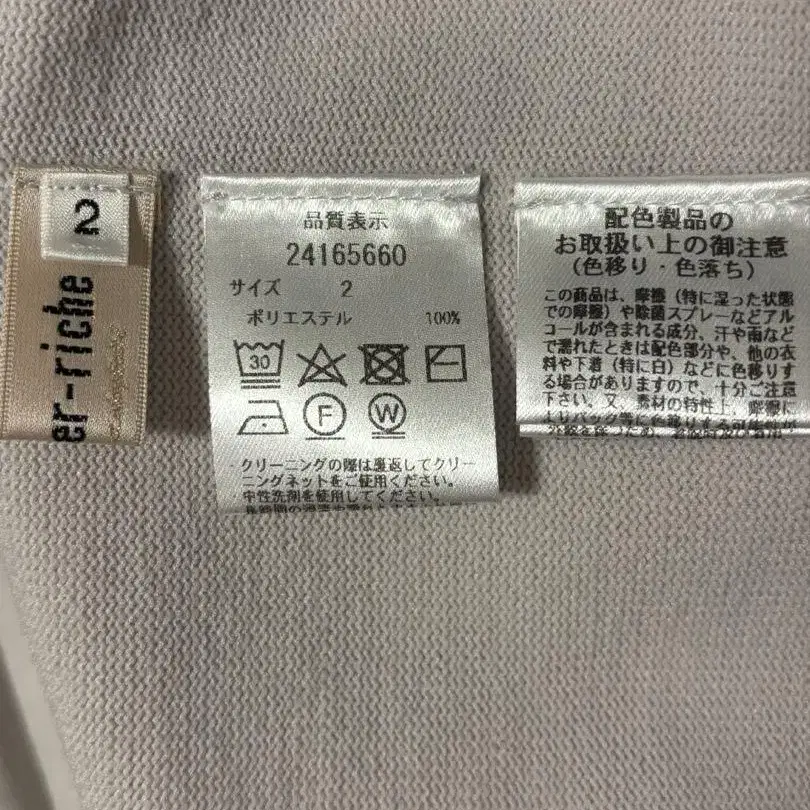 2
er-riche
品質表示
24165660
サイズ 2
ポリエステル 100%
30
F
W
・クリーニングの際は裏返してクリー
ニングネットをご使用ください。
・中性洗剤を使用してください。
配色製品の
お取扱い上の御注意
(色移り・色落ち)
この商品は、摩擦（特に湿った状態
での摩擦）や除菌スプレーなどアル
コールが含まれる成分、汗や雨など
で濡れたときは配色部分や、他の衣
料や下着（特に白）などに色移りす
る場合がありますので、十分ご注意
下さい。又、素材の特性上、摩擦に